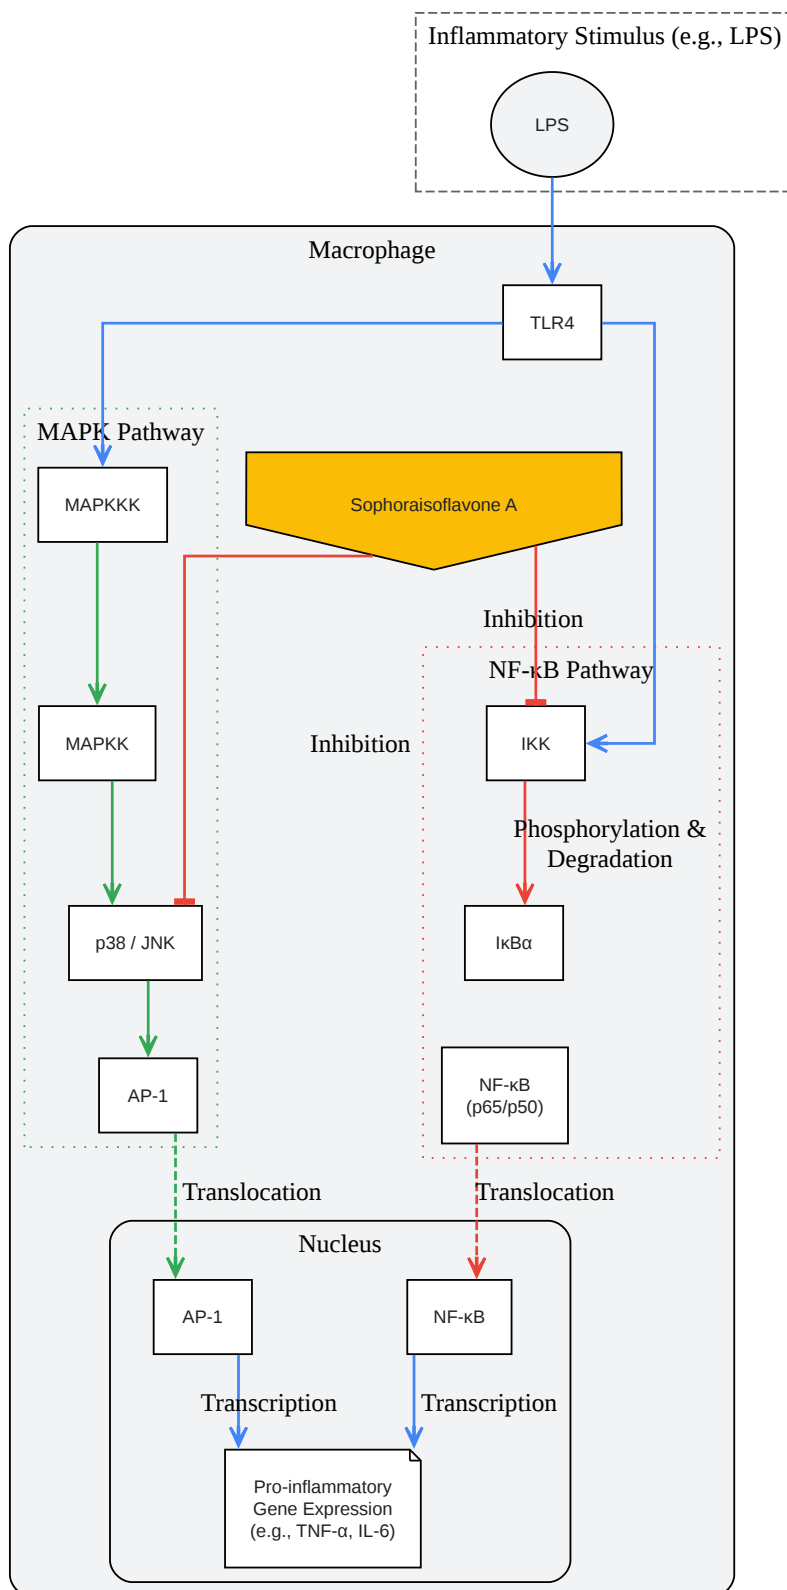 Inflammatory Stimulus (e.g., LPS)
LPS
Macrophage
TLR4
MAPK Pathway
MAPKKK
Sophoraisoflavone A
Inhibition
NF-κB Pathway
MAPKK
Inhibition
IKK
Phosphorylation &
Degradation
p38 / JNK
IκBα
AP-1
NF-κB
(p65/p50)
Translocation
Translocation
Nucleus
AP-1
NF-κB
Transcription
Transcription
Pro-inflammatory
Gene Expression
(e.g., TNF-α, IL-6)